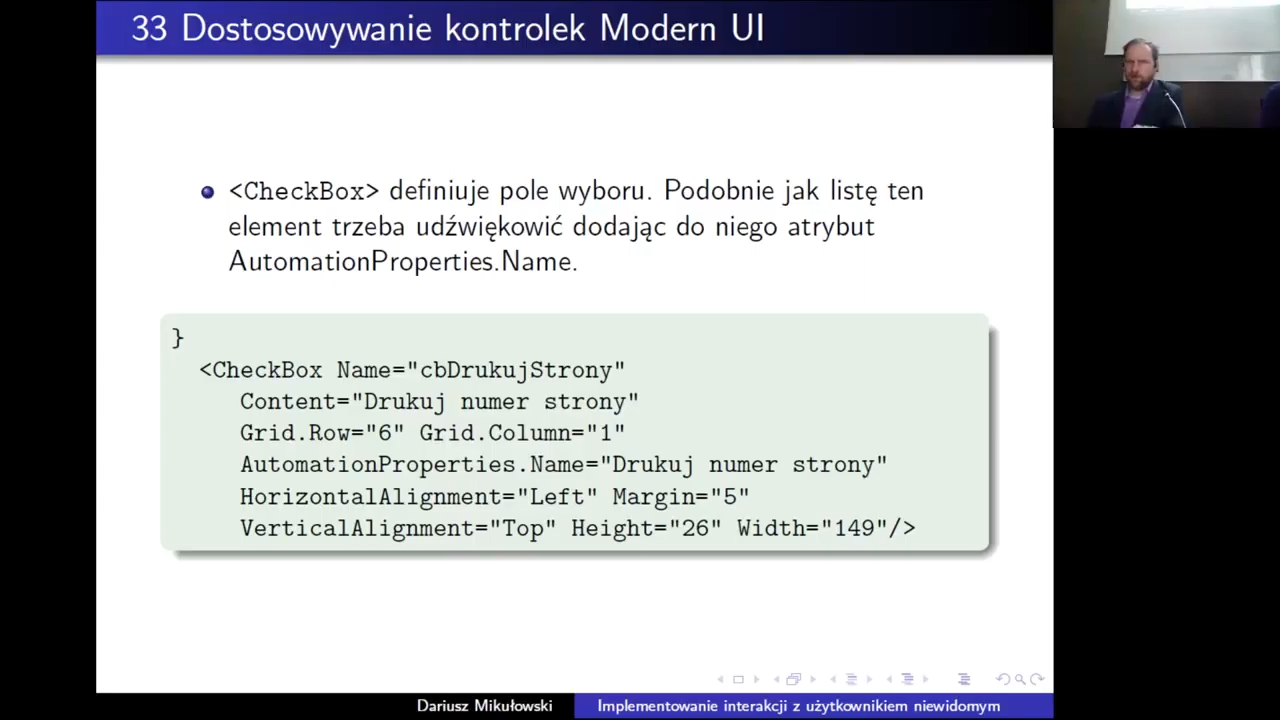 33 Dostosowywanie kontrolek Modern UI
<CheckBox> definiuje pole wyboru. Podobnie jak listę ten
element trzeba udźwiękowić dodając do niego atrybut
AutomationProperties.Name.
}
<CheckBox Name="cbDrukujStrony"
Content="Drukuj numer strony"
Grid.Row="6" Grid.Column="1"
AutomationProperties.Name="Drukuj numer strony"
HorizontalAlignment="Left" Margin="5"
VerticalAlignment="Top" Height="26" Width="149"/>
Dariusz Mikułowski
Implementowanie interakcji z użytkownikiem niewidomym